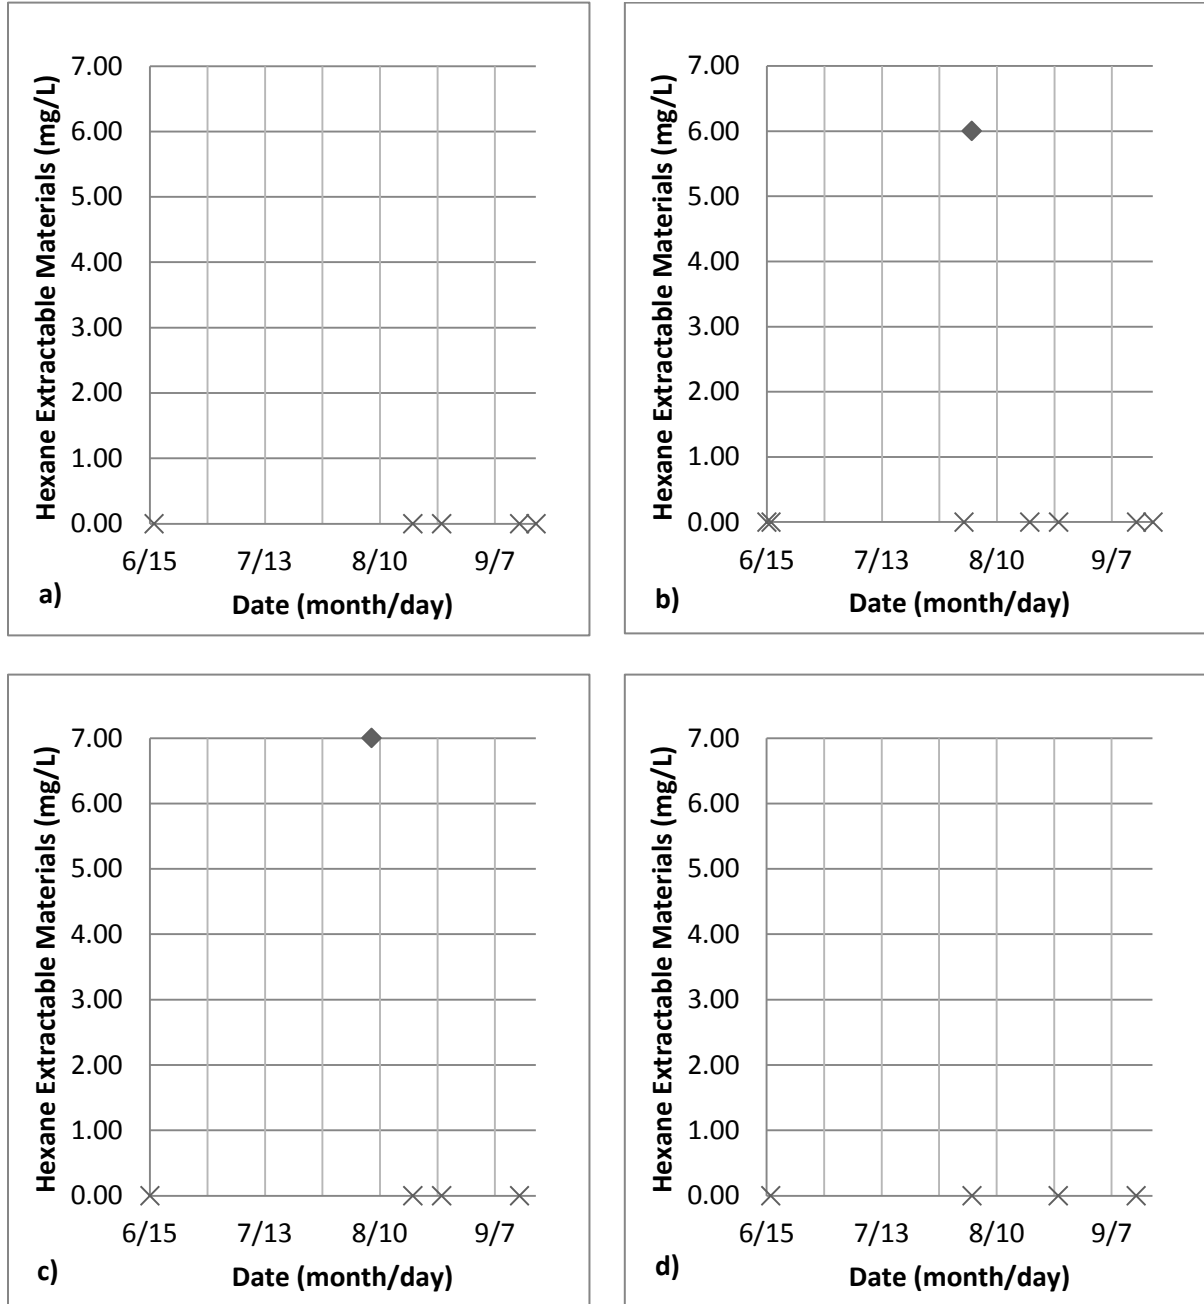 Hexane Extractable Materials (mg/L)
7.00
6.00
5.00
4.00
3.00
2.00
1.00
0.00
6/15 7/13 8/10 9/7
a)
Date (month/day)
Hexane Extractable Materials (mg/L)
7.00
6.00
5.00
4.00
3.00
2.00
1.00
0.00
6/15 7/13 8/10 9/7
b)
Date (month/day)
Hexane Extractable Materials (mg/L)
7.00
6.00
5.00
4.00
3.00
2.00
1.00
0.00
6/15 7/13 8/10 9/7
c)
Date (month/day)
Hexane Extractable Materials (mg/L)
7.00
6.00
5.00
4.00
3.00
2.00
1.00
0.00
6/15 7/13 8/10 9/7
d)
Date (month/day)